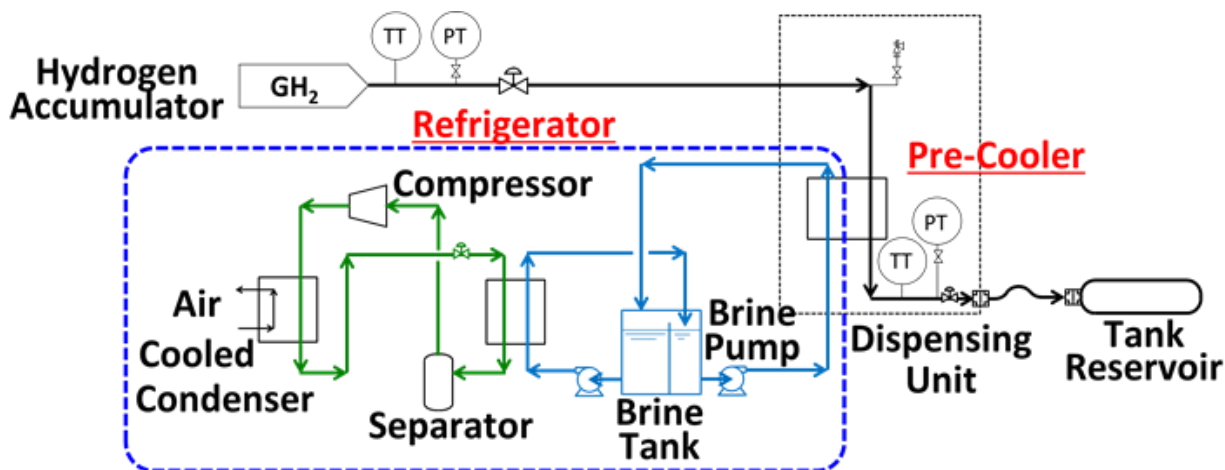 TT
PT
Hydrogen
Accumulator
GH2
Refrigerator
Pre-Cooler
Compressor
PT
TT
Air
Cooled
Condenser
Separator
Brine
Pump
Brine
Tank
Dispensing
Unit
Tank
Reservoir